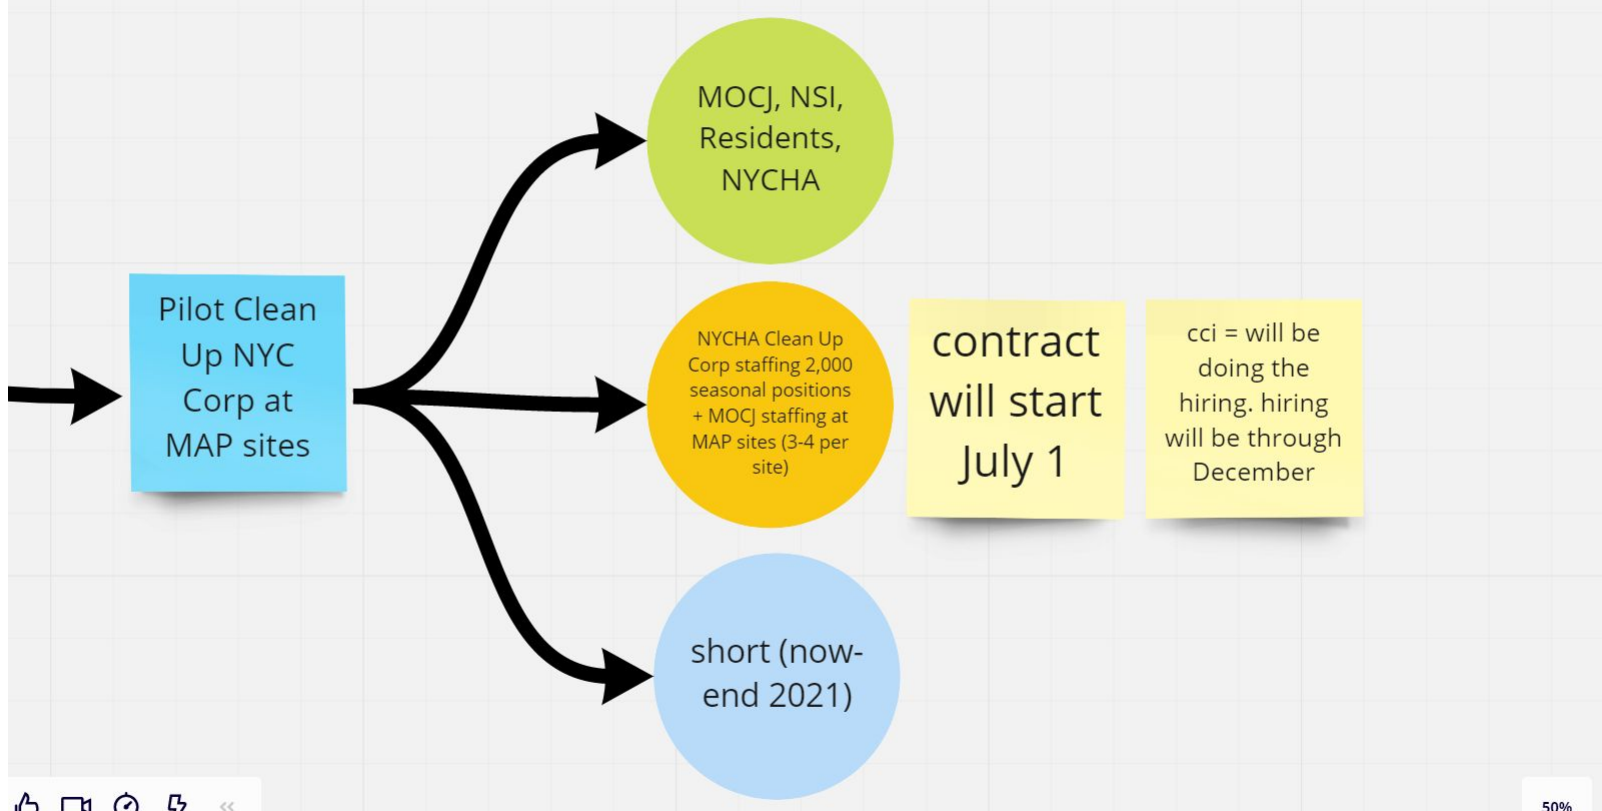 MOCJ, NSI,
Residents,
NYCHA
Pilot Clean
Up NYC
Corp at
MAP sites
NYCHA Clean Up
Corp staffing 2,000
seasonal positions
+ MOCJ staffing at
MAP sites (3-4 per
site)
contract
will start
July 1
cci = will be
doing the
hiring. hiring
will be through
December
short (now-
end 2021)
50%